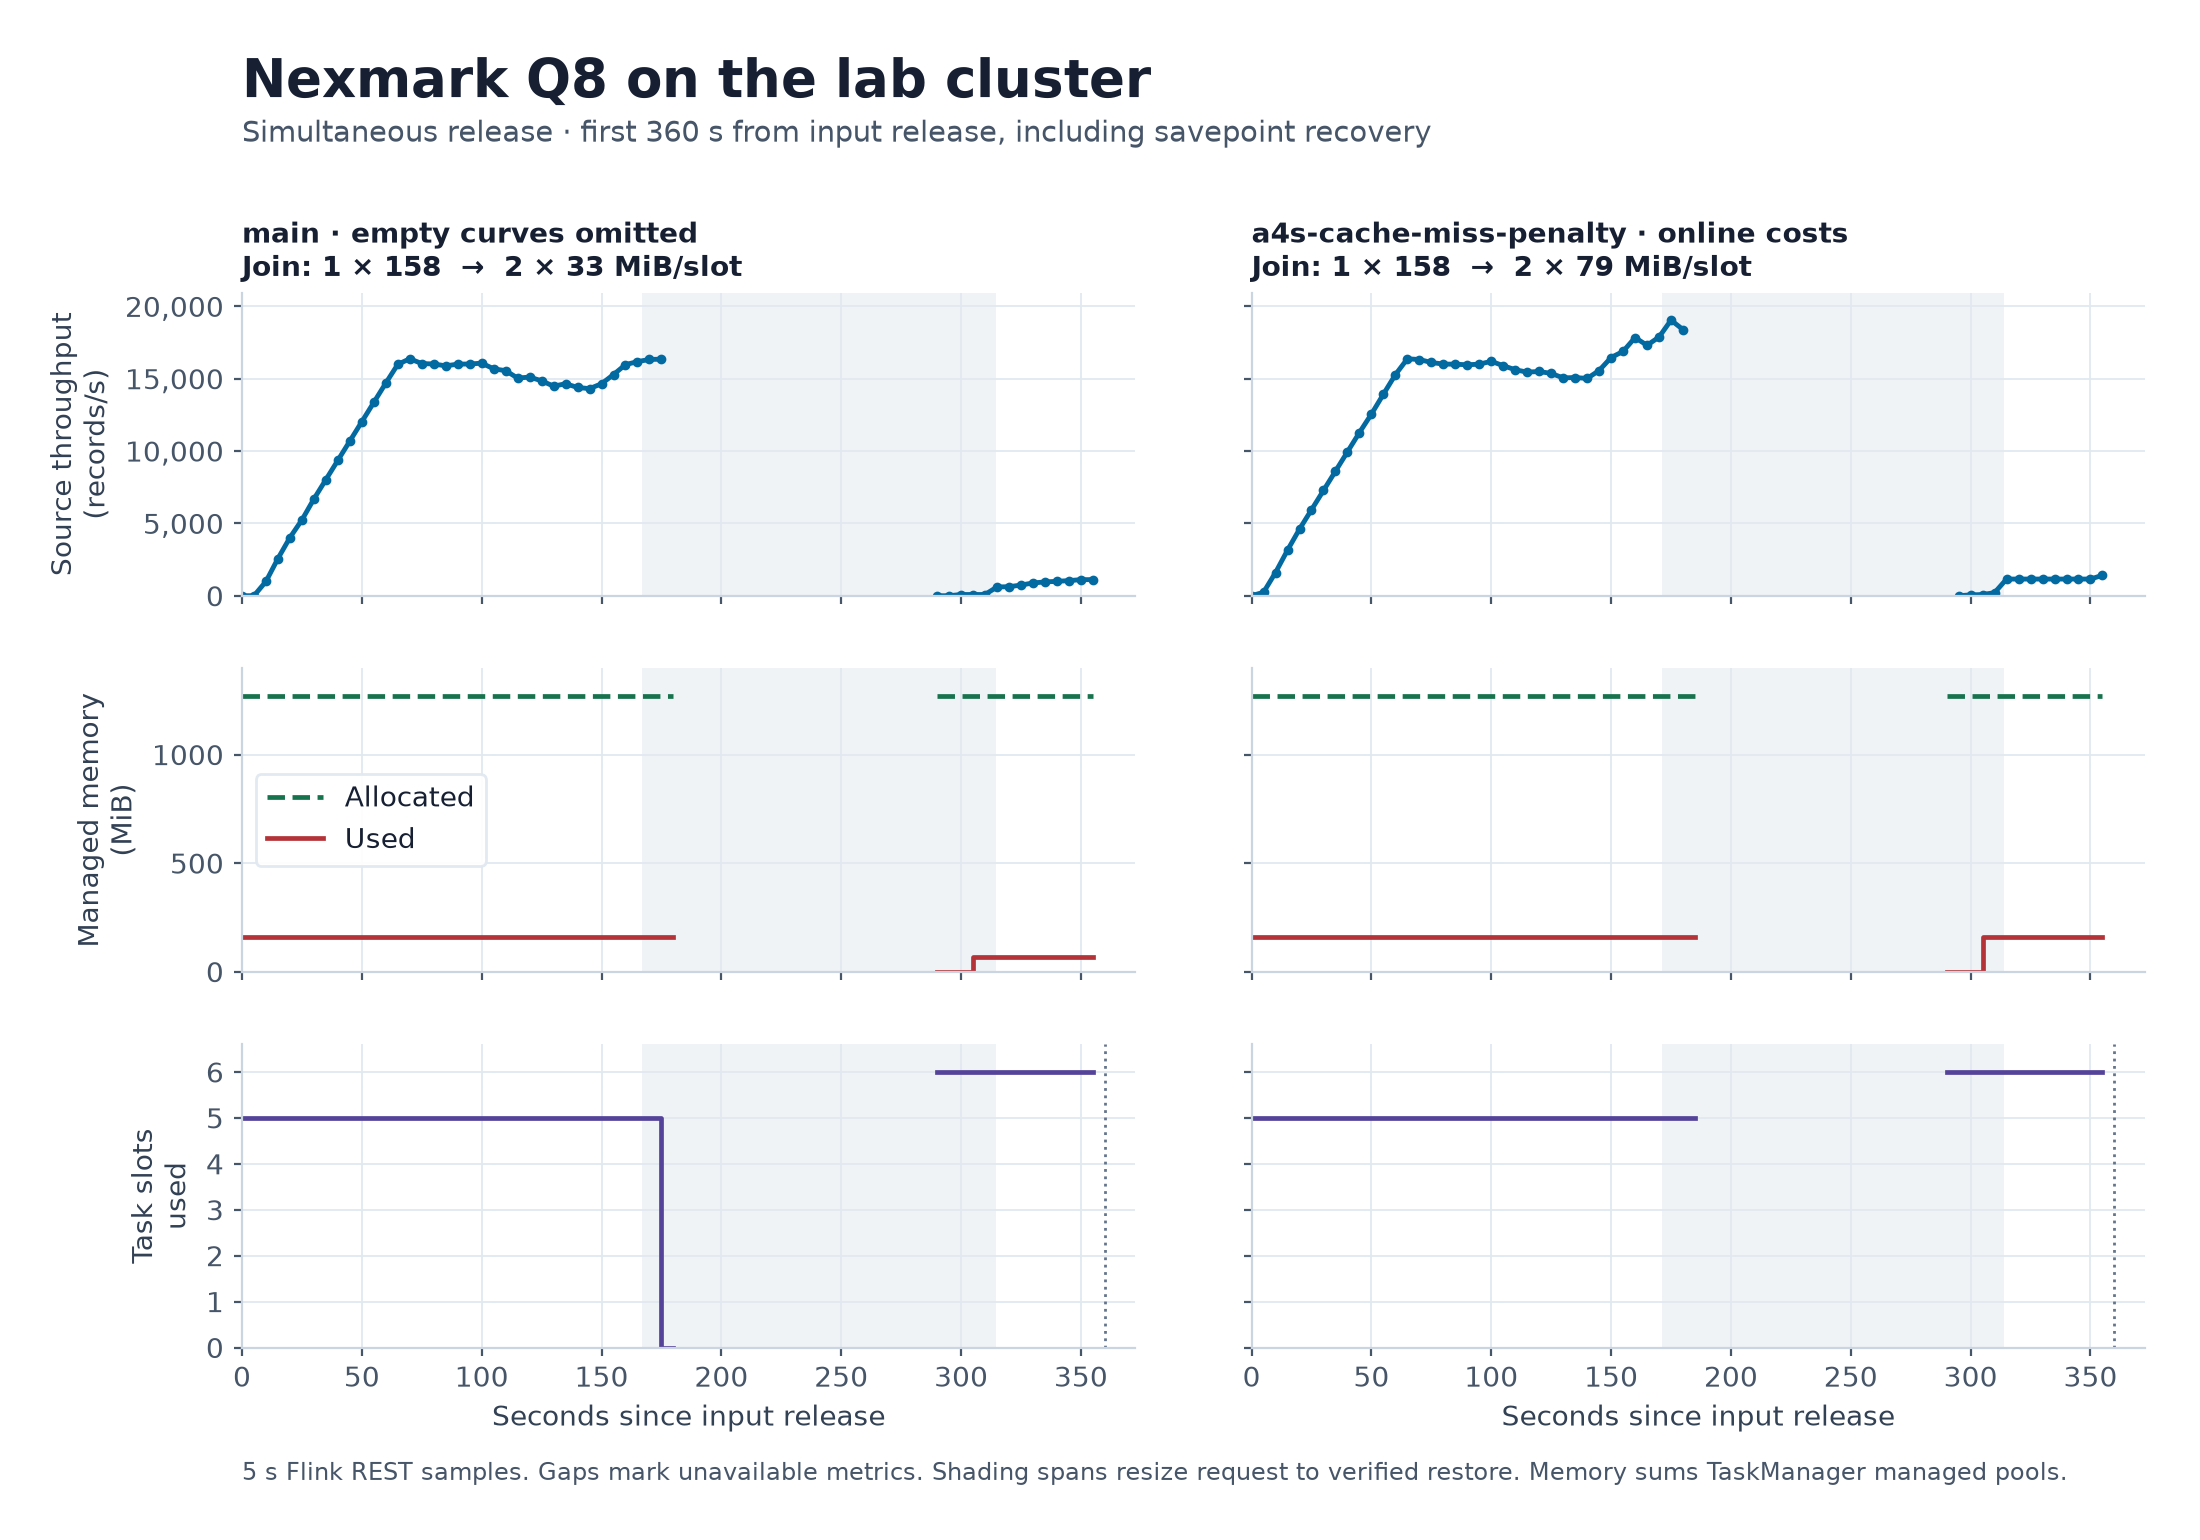 Nexmark Q8 on the lab cluster
Simultaneous release · first 360 s from input release, including savepoint recovery
main · empty curves omitted
Join: 1 × 158 → 2 × 33 MiB/slot
a4s-cache-miss-penalty · online costs
Join: 1 × 158 → 2 × 79 MiB/slot
Source throughput
(records/s)
20,000
15,000
10,000
5,000
0
Managed memory
(MiB)
1000
500
0
Allocated
Used
Task slots
used
6
5
4
3
2
1
0
0 50 100 150 200 250 300 350
0 50 100 150 200 250 300 350
Seconds since input release
Seconds since input release
5 s Flink REST samples. Gaps mark unavailable metrics. Shading spans resize request to verified restore. Memory sums TaskManager managed pools.